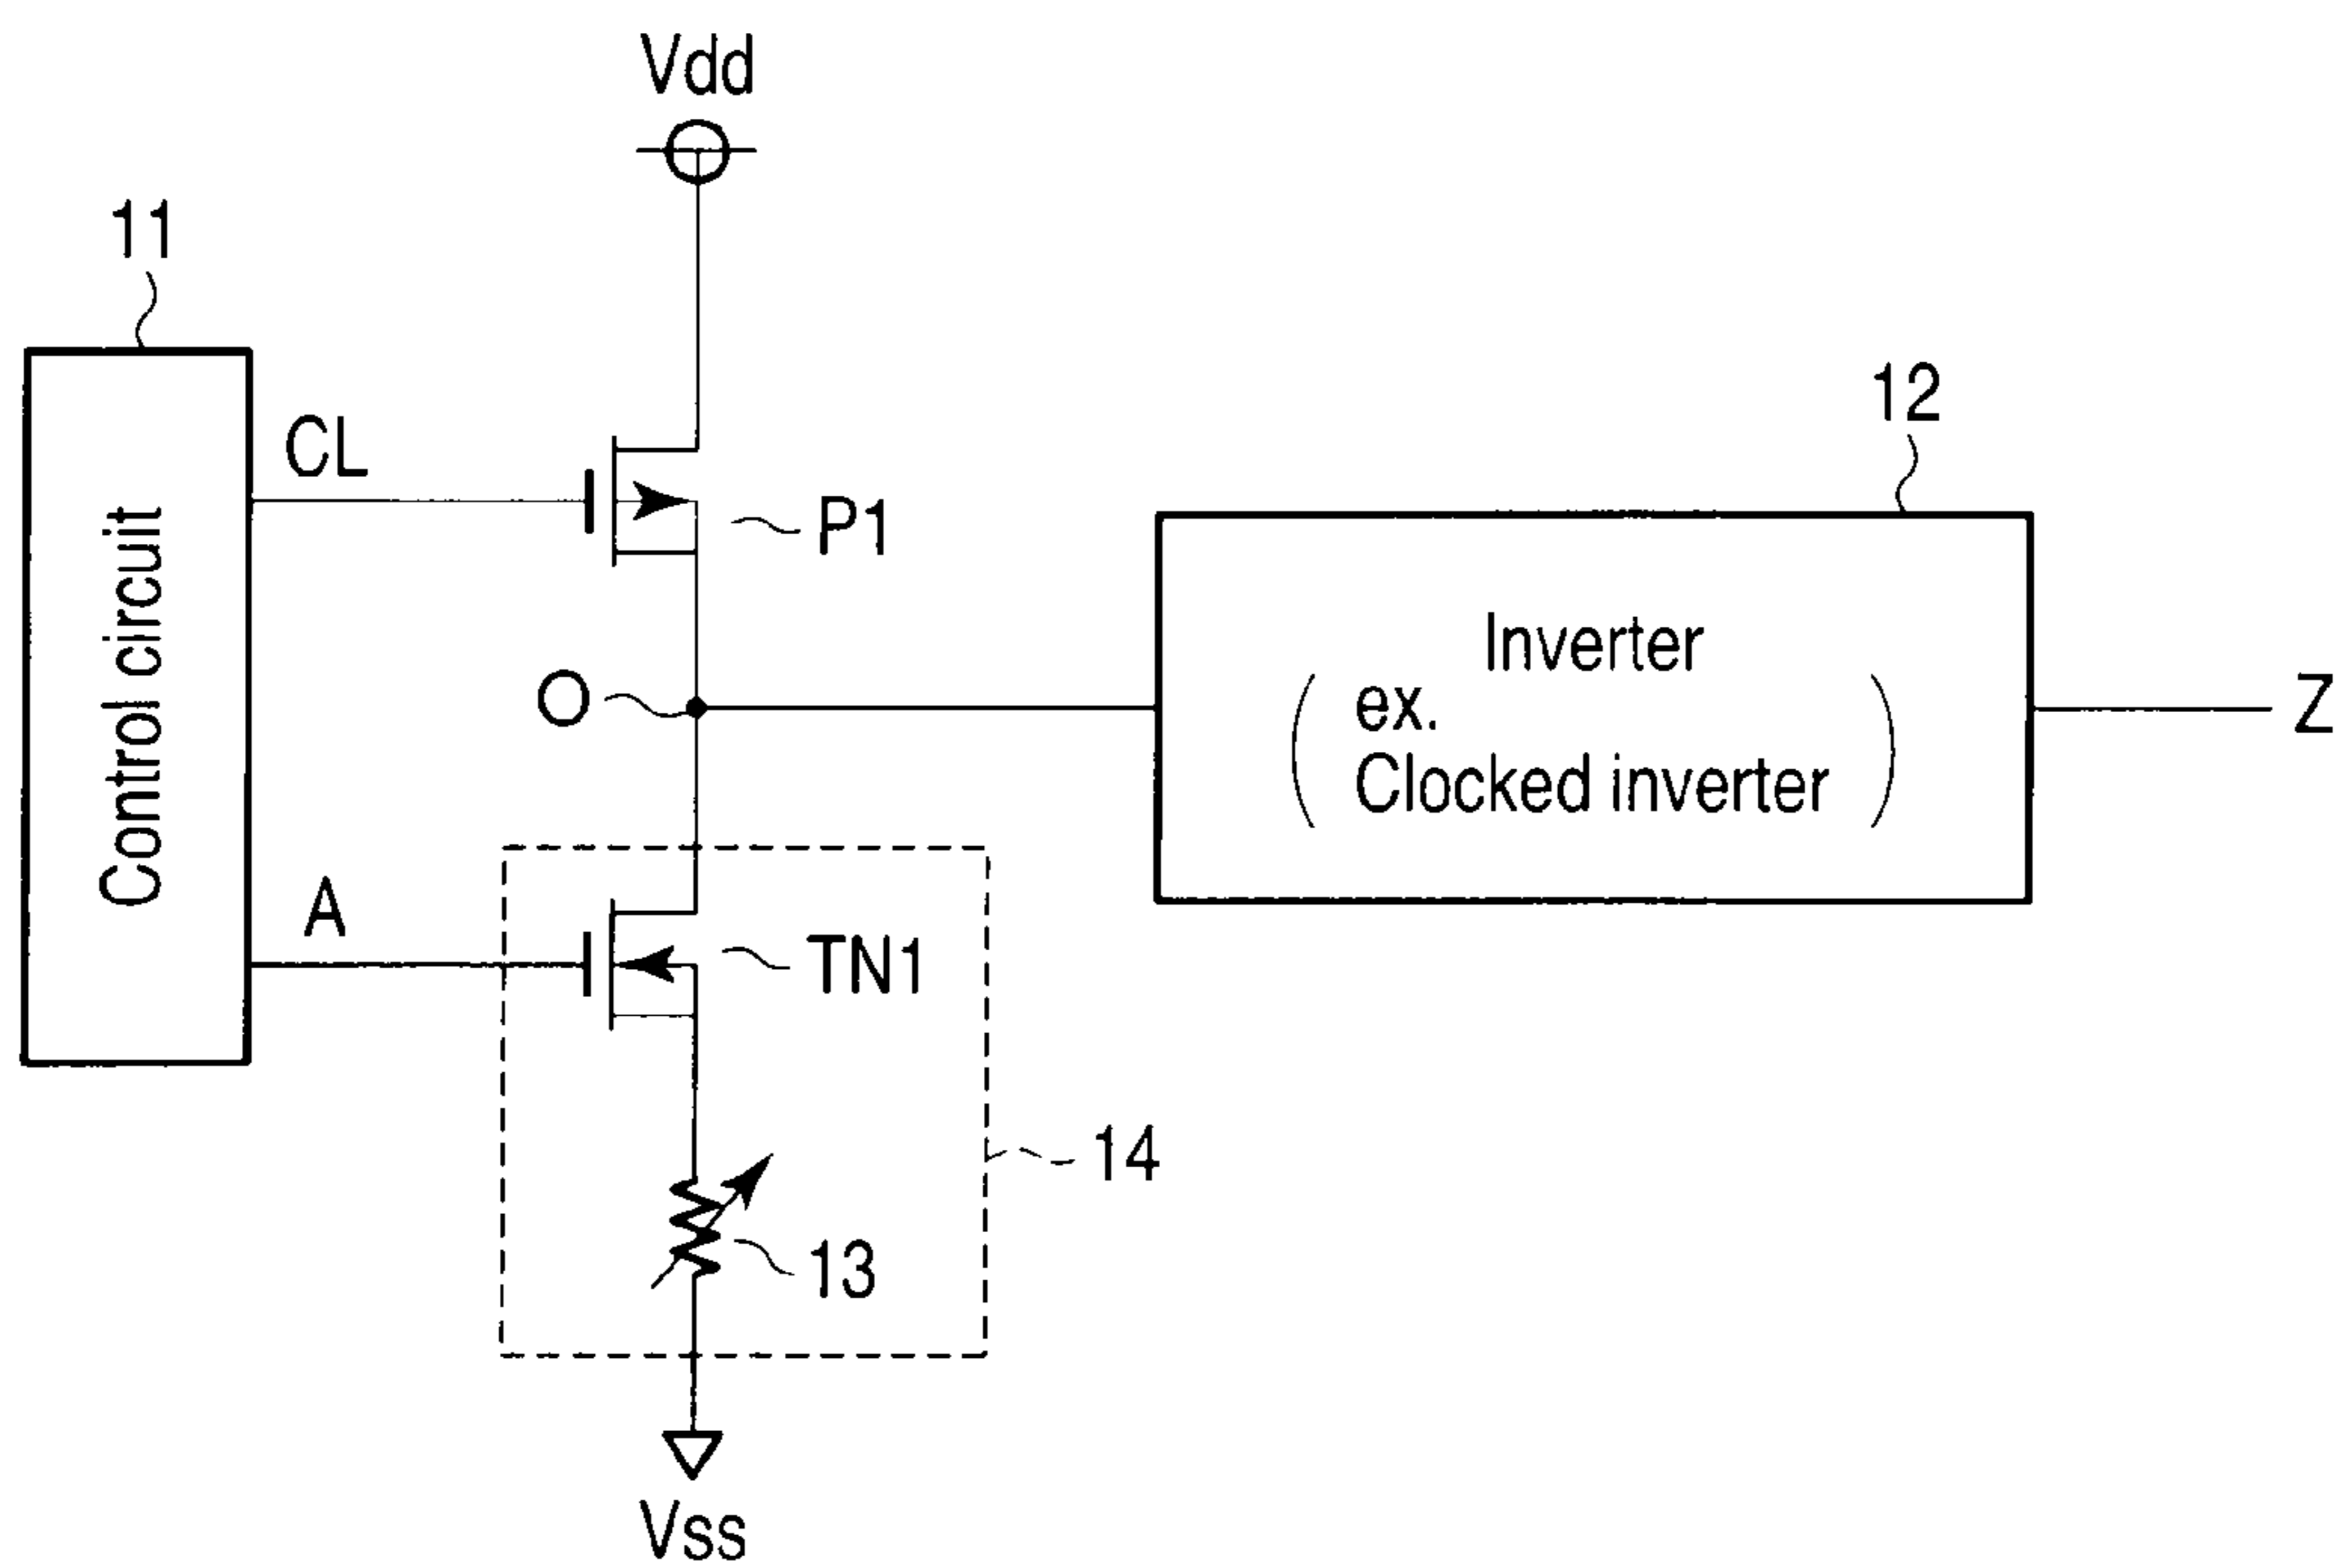 Vdd
11
CL
P1
12
Control circuit
Inverter
O
( ex.
Clocked inverter )
Z
A
TN1
14
13
Vss